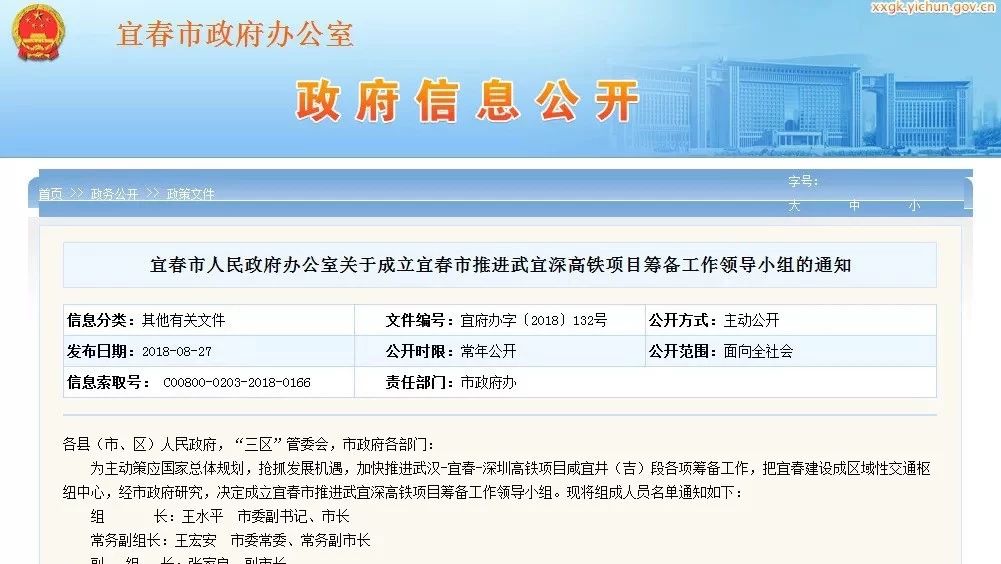 xxgk.yichun.gov.cn
宜春市政府办公室
政府信息公开
首页 >> 政务公开 >> 政策文件
字号：
大 中 小
宜春市人民政府办公室关于成立宜春市推进武宜深高铁项目筹备工作领导小组的通知
信息分类：其他有关文件 文件编号：宜府办字〔2018〕132号 公开方式：主动公开
发布日期：2018-08-27 公开时限：常年公开 公开范围：面向全社会
信息索取号： C00800-0203-2018-0166 责任部门：市政府办
各县（市、区）人民政府，“三区”管委会，市政府各部门：
为主动策应国家总体规划，抢抓发展机遇，加快推进武汉-宜春-深圳高铁项目咸宜井（吉）段各项筹备工作，把宜春建设成区域性交通枢
纽中心，经市政府研究，决定成立宜春市推进武宜深高铁项目筹备工作领导小组。现将组成人员名单通知如下：
组 长：王水平 市委副书记、市长
常务副组长：王宏安 市委常委、常务副市长
副 组 长：张家良 副市长